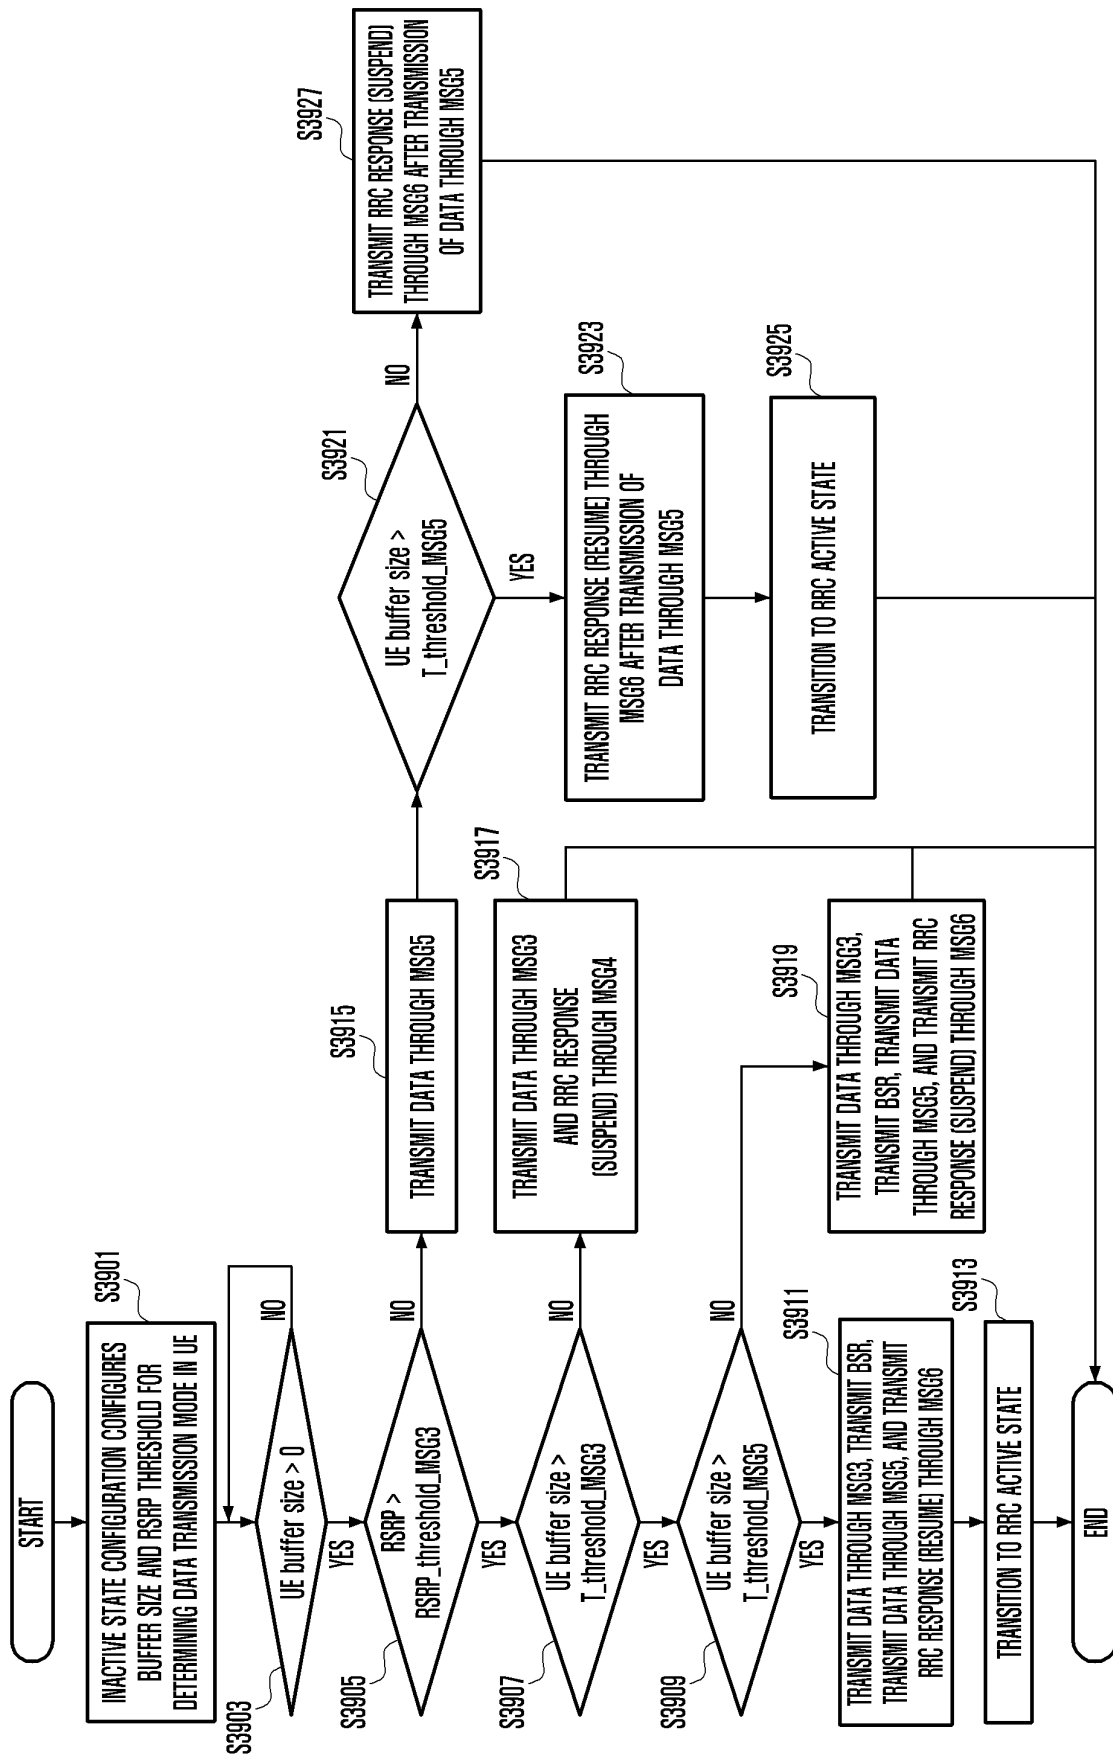 START
S3901
INACTIVE STATE CONFIGURATION CONFIGURES
BUFFER SIZE AND RSRP THRESHOLD FOR
DETERMINING DATA TRANSMISSION MODE IN UE
S3903
UE buffer size > 0
NO
YES
S3905
RSRP >
RSRP_threshold_MSG3
NO
YES
S3907
UE buffer size >
T_threshold_MSG3
NO
YES
S3909
UE buffer size >
T_threshold_MSG5
NO
YES
S3911
TRANSMIT DATA THROUGH MSG3, TRANSMIT BSR,
TRANSMIT DATA THROUGH MSG5, AND TRANSMIT
RRC RESPONSE (RESUME) THROUGH MSG6
S3913
TRANSITION TO RRC ACTIVE STATE
END
S3915
TRANSMIT DATA THROUGH MSG5
S3917
TRANSMIT DATA THROUGH MSG3
AND RRC RESPONSE
(SUSPEND) THROUGH MSG4
S3919
TRANSMIT DATA THROUGH MSG3,
TRANSMIT BSR, TRANSMIT DATA
THROUGH MSG5, AND TRANSMIT RRC
RESPONSE (SUSPEND) THROUGH MSG6
S3921
UE buffer size >
T_threshold_MSG5
NO
YES
S3923
TRANSMIT RRC RESPONSE (RESUME) THROUGH
MSG6 AFTER TRANSMISSION OF
DATA THROUGH MSG5
S3925
TRANSITION TO RRC ACTIVE STATE
S3927
TRANSMIT RRC RESPONSE (SUSPEND)
THROUGH MSG6 AFTER TRANSMISSION
OF DATA THROUGH MSG5